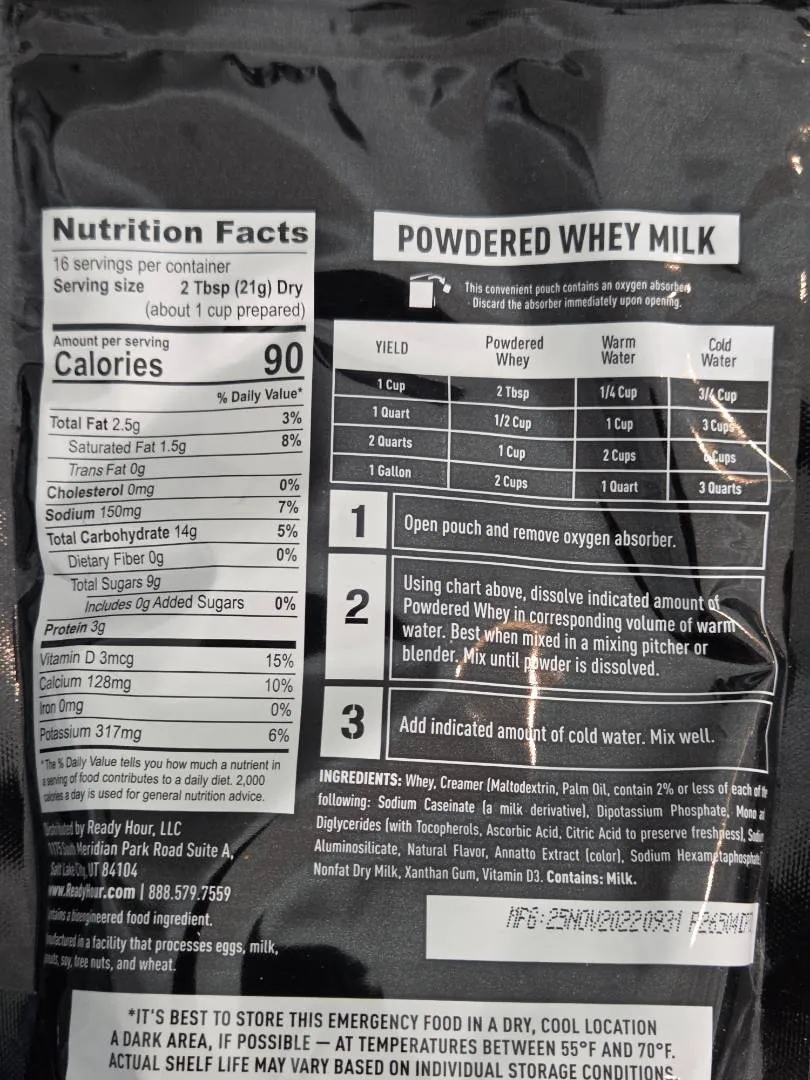 Nutrition Facts
16 servings per container
Serving size 2 Tbsp (21g) Dry
(about 1 cup prepared)
Amount per serving
Calories 90
% Daily Value*
Total Fat 2.5g 3%
Saturated Fat 1.5g 8%
Trans Fat 0g
Cholesterol 0mg 0%
Sodium 150mg 7%
Total Carbohydrate 14g 5%
Dietary Fiber 0g 0%
Total Sugars 9g
Includes 0g Added Sugars 0%
Protein 3g
Vitamin D 3mcg 15%
Calcium 128mg 10%
Iron 0mg 0%
Potassium 317mg 6%
*The % Daily Value tells you how much a nutrient in
a serving of food contributes to a daily diet. 2,000
calories a day is used for general nutrition advice.
by Ready Hour, LLC
Meridian Park Road Suite A,
Salt Lake City, UT 84104
www.ReadyHour.com | 888.579.7559
bioengineered food ingredient.
in a facility that processes eggs, milk,
soy, tree nuts, and wheat.
POWDERED WHEY MILK
This convenient pouch contains an oxygen absorber.
Discard the absorber immediately upon opening.
YIELD Powdered Whey Warm Water Cold Water
1 Cup 2 Tbsp 1/4 Cup 3/4 Cup
1 Quart 1/2 Cup 1 Cup 3 Cups
2 Quarts 1 Cup 2 Cups 6 Cups
1 Gallon 2 Cups 1 Quart 3 Quarts
1 Open pouch and remove oxygen absorber.
2 Using chart above, dissolve indicated amount of
Powdered Whey in corresponding volume of warm
water. Best when mixed in a mixing pitcher or
blender. Mix until powder is dissolved.
3 Add indicated amount of cold water. Mix well.
INGREDIENTS: Whey, Creamer (Maltodextrin, Palm Oil, contain 2% or less of each of the
following: Sodium Caseinate (a milk derivative), Dipotassium Phosphate, Mono
Diglycerides (with Tocopherols, Ascorbic Acid, Citric Acid to preserve freshness),
Aluminosilicate, Natural Flavor, Annatto Extract (color), Sodium Hexametaphosphate)
Nonfat Dry Milk, Xanthan Gum, Vitamin D3. Contains: Milk.
MFG:25NOV20220931
*IT'S BEST TO STORE THIS EMERGENCY FOOD IN A DRY, COOL LOCATION
A DARK AREA, IF POSSIBLE — AT TEMPERATURES BETWEEN 55°F AND 70°F.
ACTUAL SHELF LIFE MAY VARY BASED ON INDIVIDUAL STORAGE CONDITIONS.